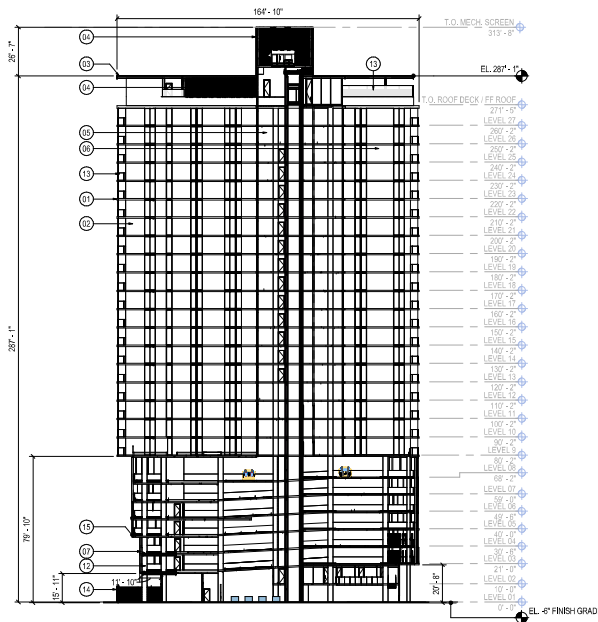 164' - 10"
T.O. MECH. SCREEN
313' - 8"
26' - 7"
04
03
EL. 287' - 1"
13
04
T.O. ROOF DECK / FF ROOF
271' - 5"
LEVEL 27
05
260' - 2"
LEVEL 26
06
250' - 2"
LEVEL 25
240' - 2"
13
LEVEL 24
230' - 2"
LEVEL 23
01
220' - 2"
LEVEL 22
02
210' - 2"
LEVEL 21
200' - 2"
LEVEL 20
190' - 2"
LEVEL 19
180' - 2"
LEVEL 18
170' - 2"
LEVEL 17
160' - 2"
LEVEL 16
287' - 1"
150' - 2"
LEVEL 15
140' - 2"
LEVEL 14
130' - 2"
LEVEL 13
120' - 2"
LEVEL 12
110' - 2"
LEVEL 11
100' - 2"
LEVEL 10
90' - 2"
LEVEL 9
80' - 2"
LEVEL 08
68' - 2"
LEVEL 07
59' - 0"
LEVEL 06
49' - 6"
LEVEL 05
79' - 10"
15
40' - 0"
LEVEL 04
07
30' - 6"
LEVEL 03
12
21' - 0"
LEVEL 02
11' - 10"
14
15' - 11"
20' - 8"
10' - 0"
LEVEL 01
0' - 0"
EL. -6" FINISH GRAD